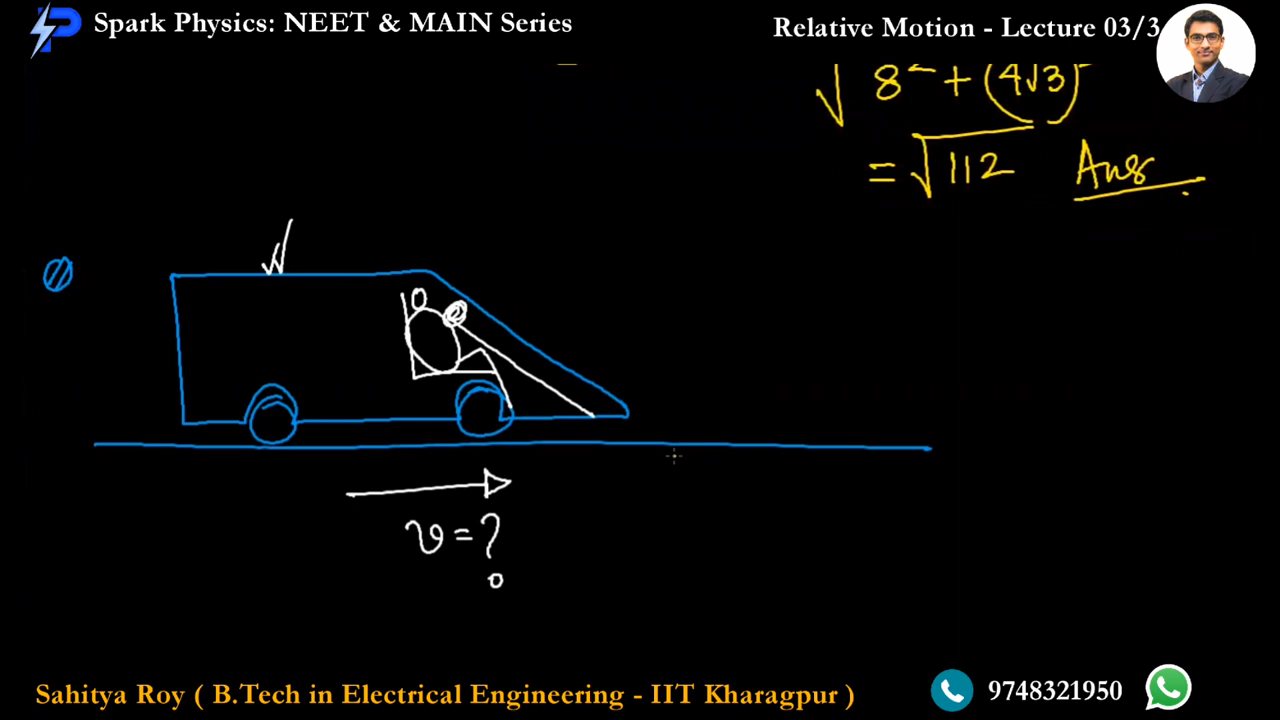 Spark Physics: NEET & MAIN Series
Relative Motion - Lecture 03/3
√ 8² + (4√3)²
= √112 Ans
v = ?
Sahitya Roy ( B.Tech in Electrical Engineering - IIT Kharagpur )
9748321950